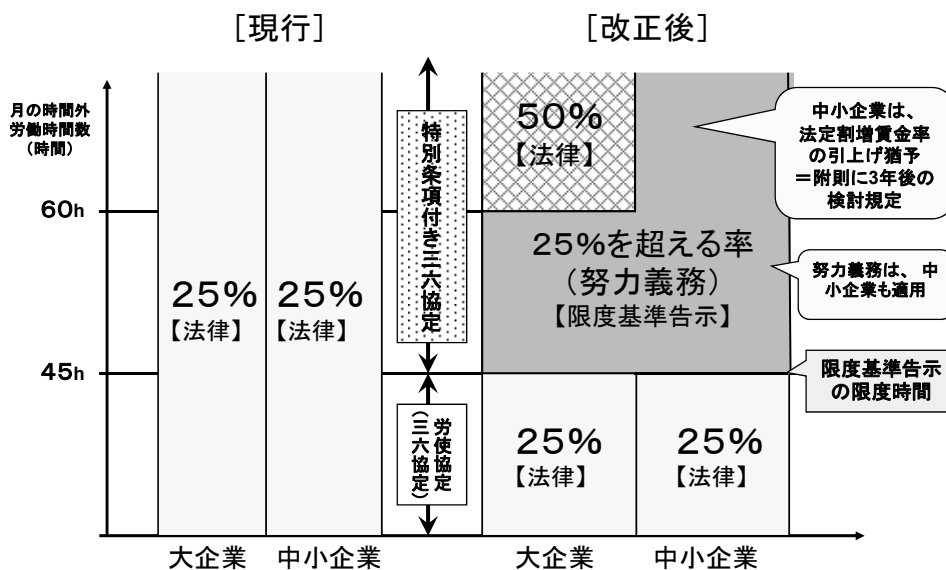 ［現行］
［改正後］
月の時間外
労働時間数
（時間）
60h
45h
25%
【法律】
25%
【法律】
特別条項付き三六協定
労使協定
（三六協定）
50%
【法律】
25%を超える率
（努力義務）
【限度基準告示】
25%
【法律】
25%
【法律】
中小企業は、
法定割増賃金率
の引上げ猶予
＝附則に3年後の
検討規定
努力義務は、 中
小企業も適用
限度基準告示
の限度時間
大企業
中小企業
大企業
中小企業